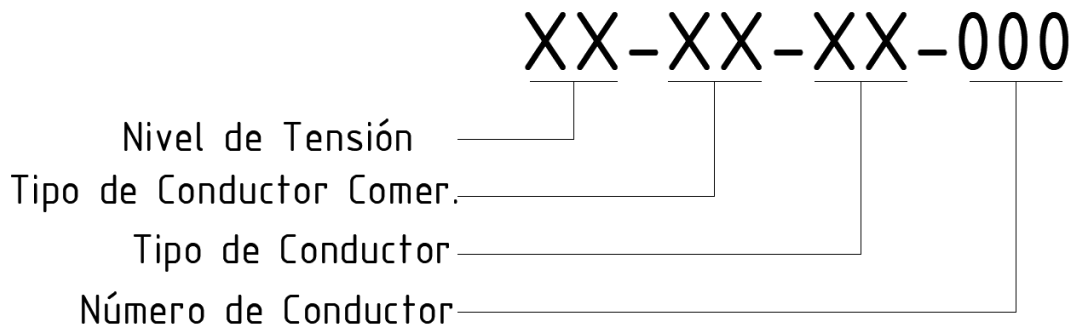 XX-XX-XX-000
Nivel de Tensión
Tipo de Conductor Comer.
Tipo de Conductor
Número de Conductor